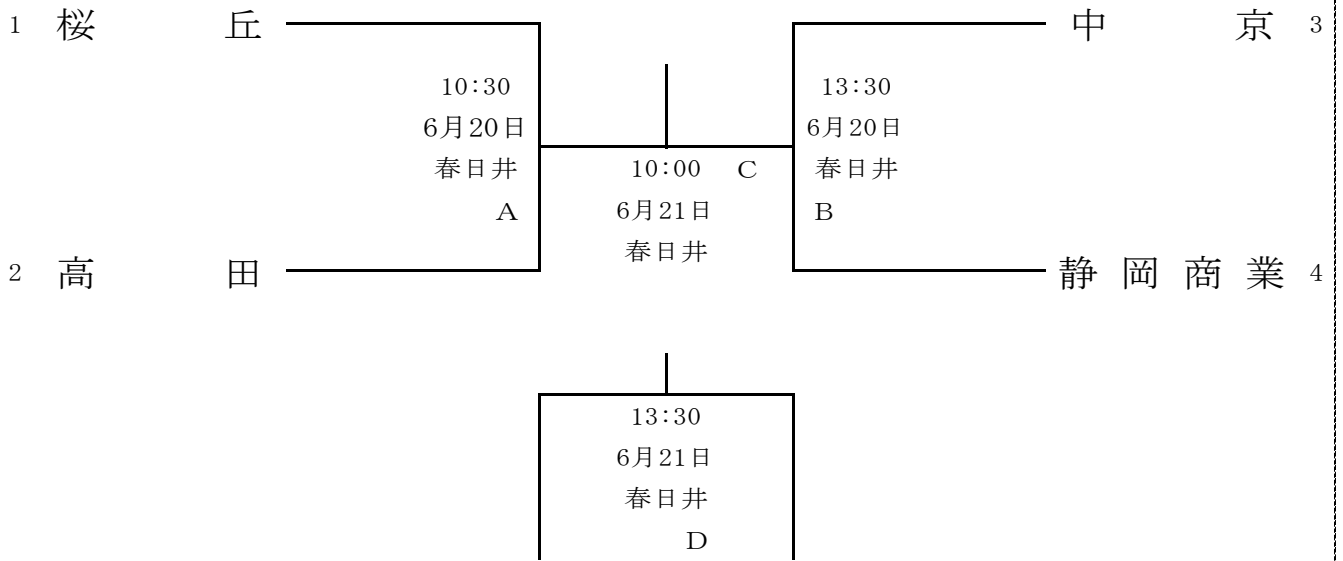 1 桜 丘
中 京 3
10:30
6月20日
春日井
A
13:30
6月20日
春日井
B
10:00 C
6月21日
春日井
2 高 田
静 岡 商 業 4
13:30
6月21日
春日井
D